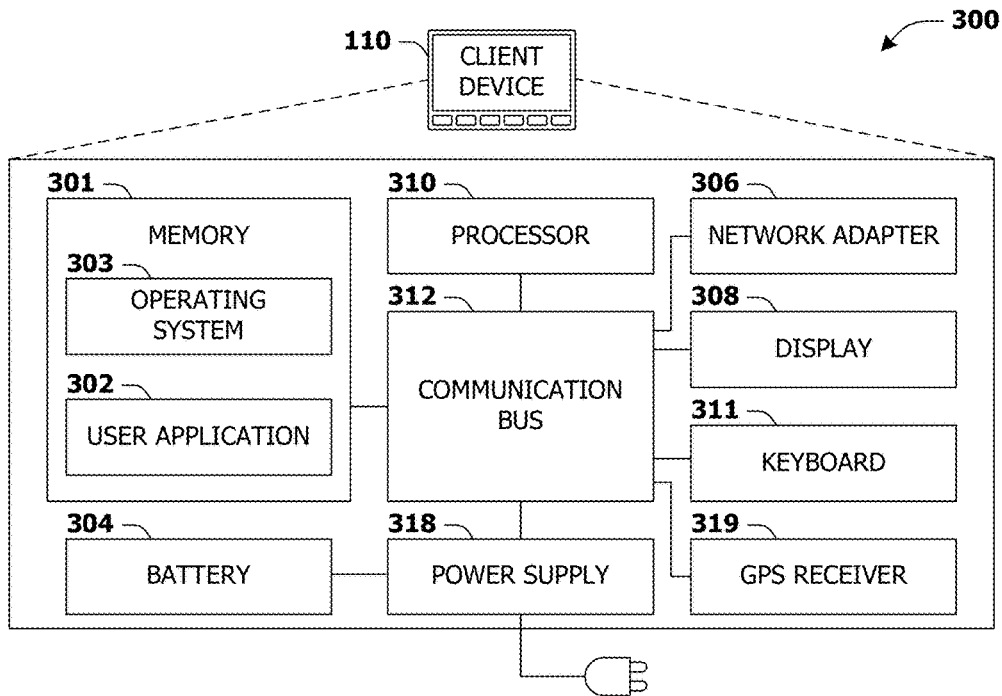 300
110
CLIENT
DEVICE
301
310
306
MEMORY
PROCESSOR
NETWORK ADAPTER
303
312
308
OPERATING
SYSTEM
DISPLAY
302
COMMUNICATION
BUS
311
USER APPLICATION
KEYBOARD
304
318
319
BATTERY
POWER SUPPLY
GPS RECEIVER